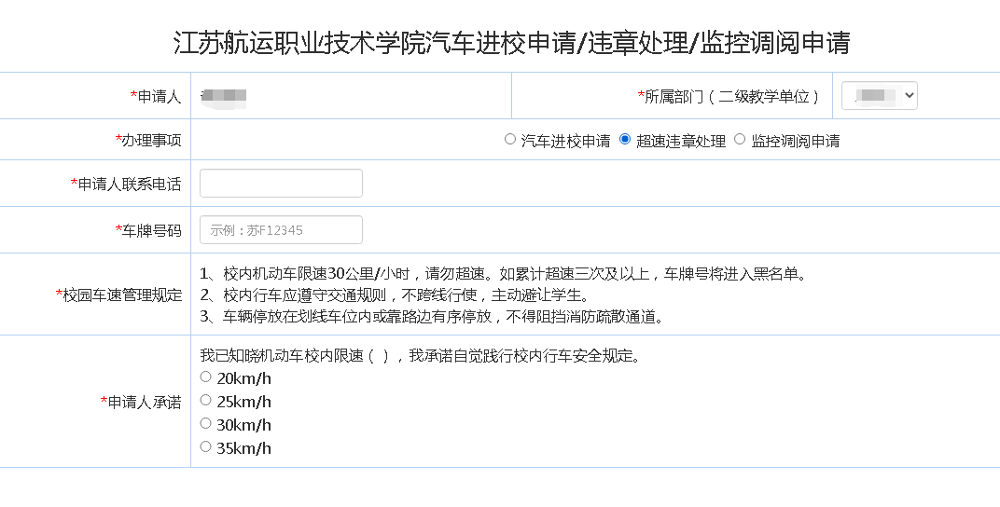 江苏航运职业技术学院汽车进校申请/违章处理/监控调阅申请
*申请人
*所属部门（二级教学单位）
*办理事项
汽车进校申请 超速违章处理 监控调阅申请
*申请人联系电话
*车牌号码
示例：苏F12345
*校园车速管理规定
1、校内机动车限速30公里/小时，请勿超速。如累计超速三次及以上，车牌号将进入黑名单。
2、校内行车应遵守交通规则，不跨线行使，主动避让学生。
3、车辆停放在划线车位内或靠路边有序停放，不得阻挡消防疏散通道。
*申请人承诺
我已知晓机动车校内限速（ ），我承诺自觉践行校内行车安全规定。
20km/h
25km/h
30km/h
35km/h